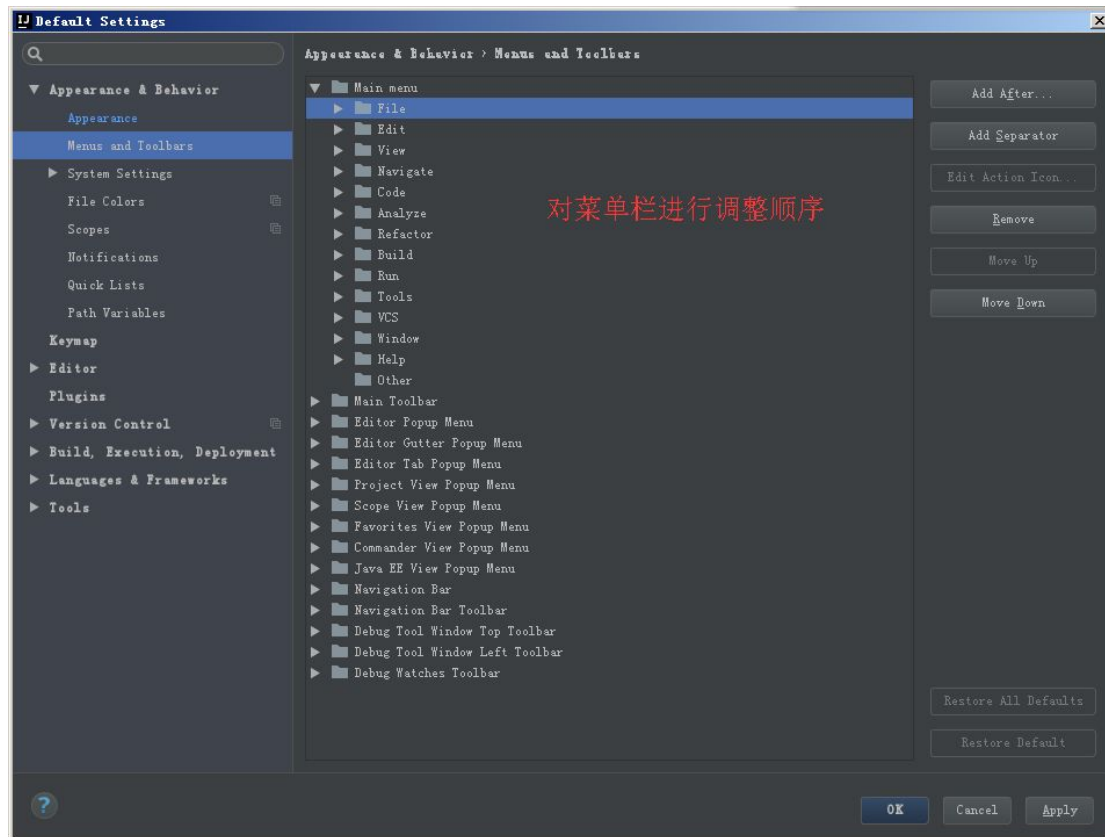 Default Settings
Appearance & Behavior
Appearance
Menus and Toolbars
System Settings
File Colors
Scopes
Notifications
Quick Lists
Path Variables
Keymap
Editor
Plugins
Version Control
Build, Execution, Deployment
Languages & Frameworks
Tools
Appearance & Behavior › Menus and Toolbars
Main menu
File
Edit
View
Navigate
Code
Analyze
Refactor
Build
Run
Tools
VCS
Window
Help
Other
Main Toolbar
Editor Popup Menu
Editor Gutter Popup Menu
Editor Tab Popup Menu
Project View Popup Menu
Scope View Popup Menu
Favorites View Popup Menu
Commander View Popup Menu
Java EE View Popup Menu
Navigation Bar
Navigation Bar Toolbar
Debug Tool Window Top Toolbar
Debug Tool Window Left Toolbar
Debug Watches Toolbar
对菜单栏进行调整顺序
Add After...
Add Separator
Edit Action Icon...
Remove
Move Up
Move Down
Restore All Defaults
Restore Default
?
OK
Cancel
Apply